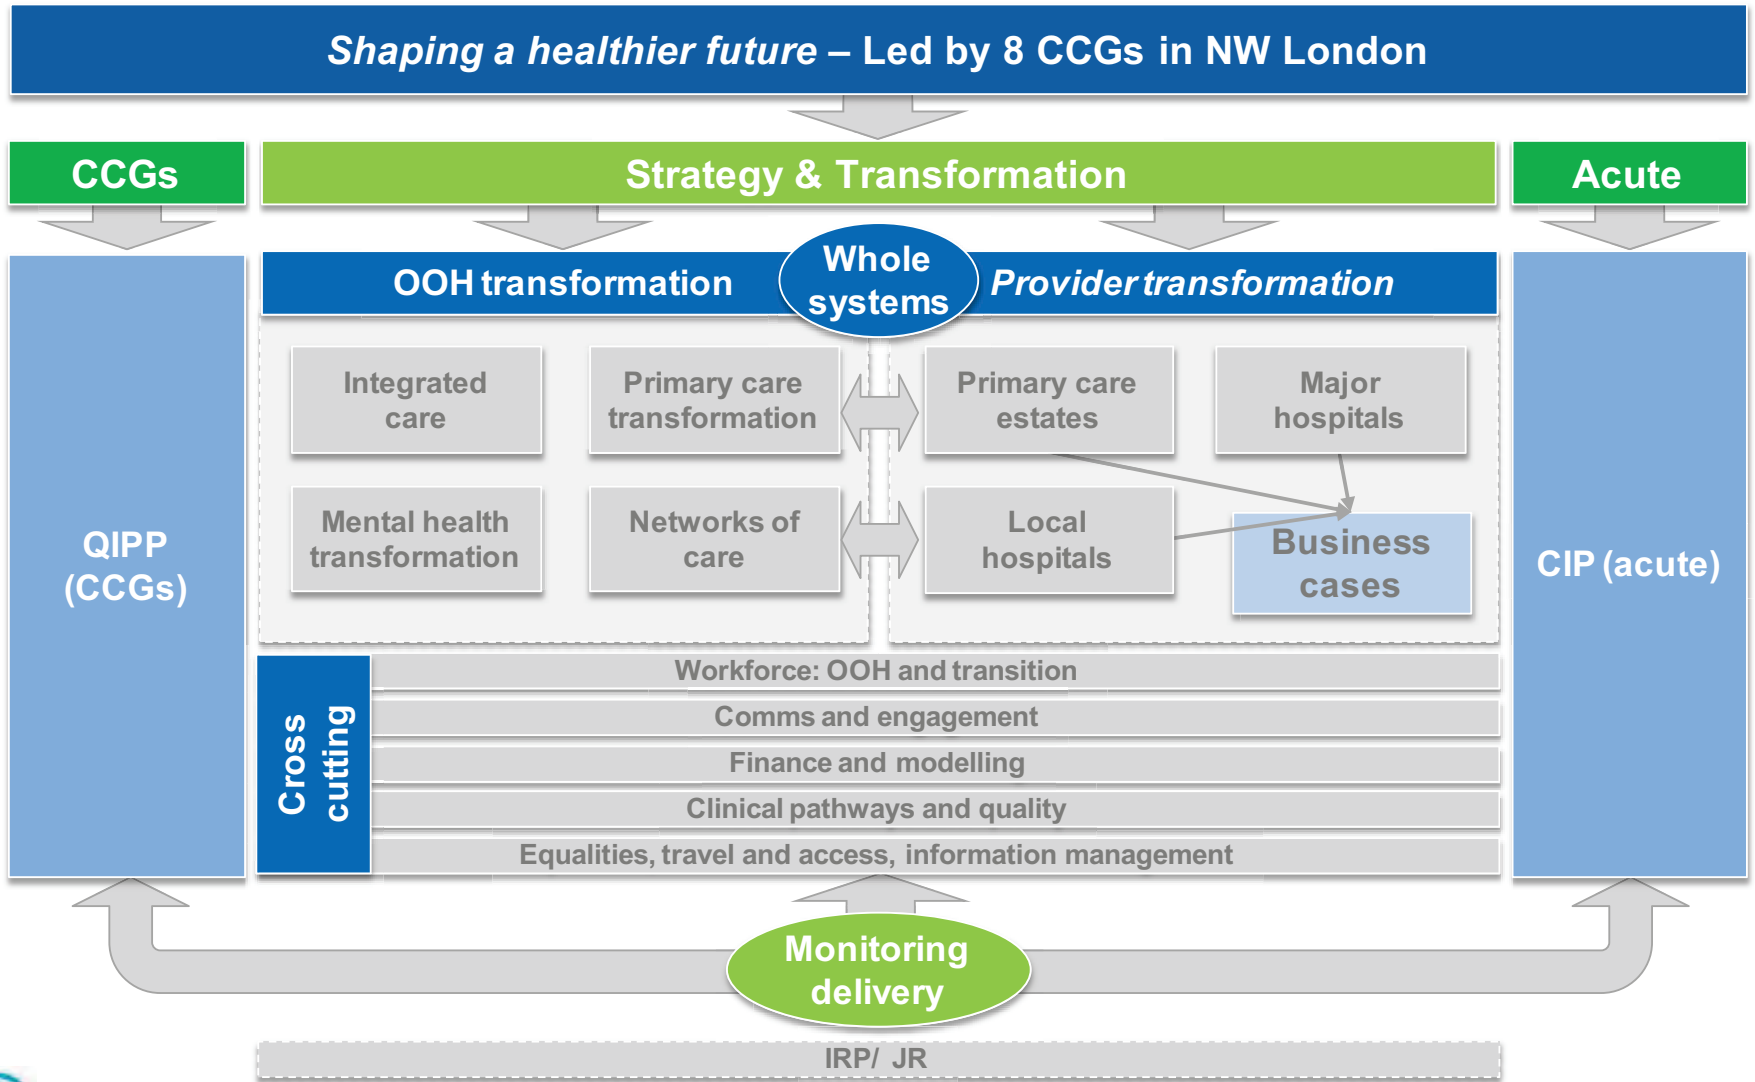 Shaping a healthier future – Led by 8 CCGs in NW London
CCGs
Strategy & Transformation
Acute
OOH transformation
Whole
systems
Provider transformation
Integrated
care
Primary care
transformation
Primary care
estates
Major
hospitals
Mental health
transformation
Networks of
care
Local
hospitals
Business
cases
QIPP
(CCGs)
CIP (acute)
Cross
cutting
Workforce: OOH and transition
Comms and engagement
Finance and modelling
Clinical pathways and quality
Equalities, travel and access, information management
Monitoring
delivery
IRP/ JR